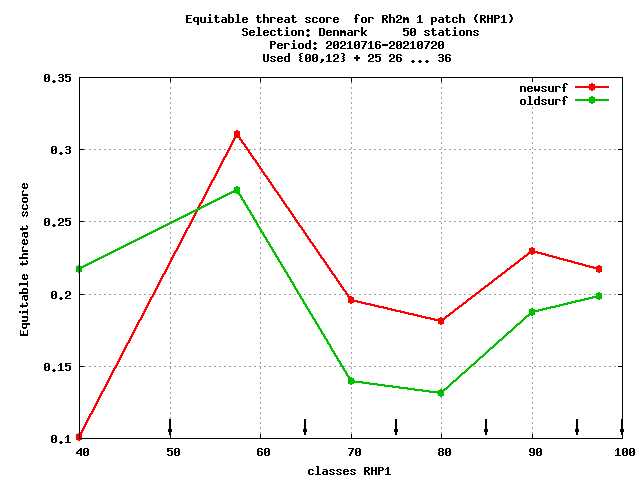 Equitable threat score  for Rh2m 1 patch (RHP1)
Selection: Denmark     50 stations
Period: 20210716-20210720
Used {00,12} + 25 26 ... 36
newsurf
oldsurf
0.35
0.3
0.25
0.2
0.15
0.1
Equitable threat score
40 50 60 70 80 90 100
classes RHP1